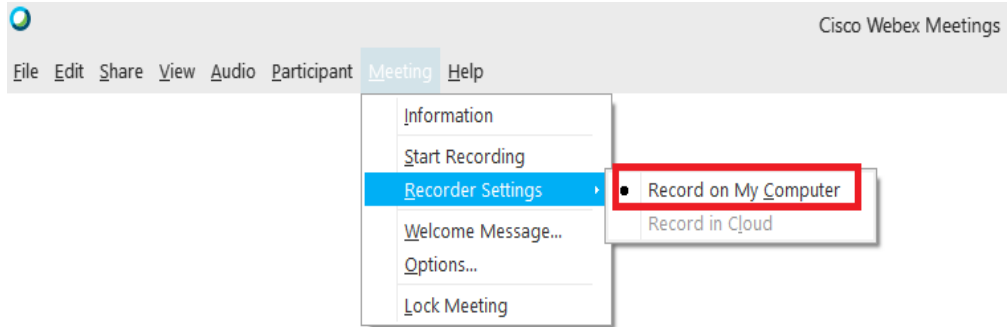 Cisco Webex Meetings
File Edit Share View Audio Participant Meeting Help
Information
Start Recording
Recorder Settings
Record on My Computer
Record in Cloud
Welcome Message...
Options...
Lock Meeting